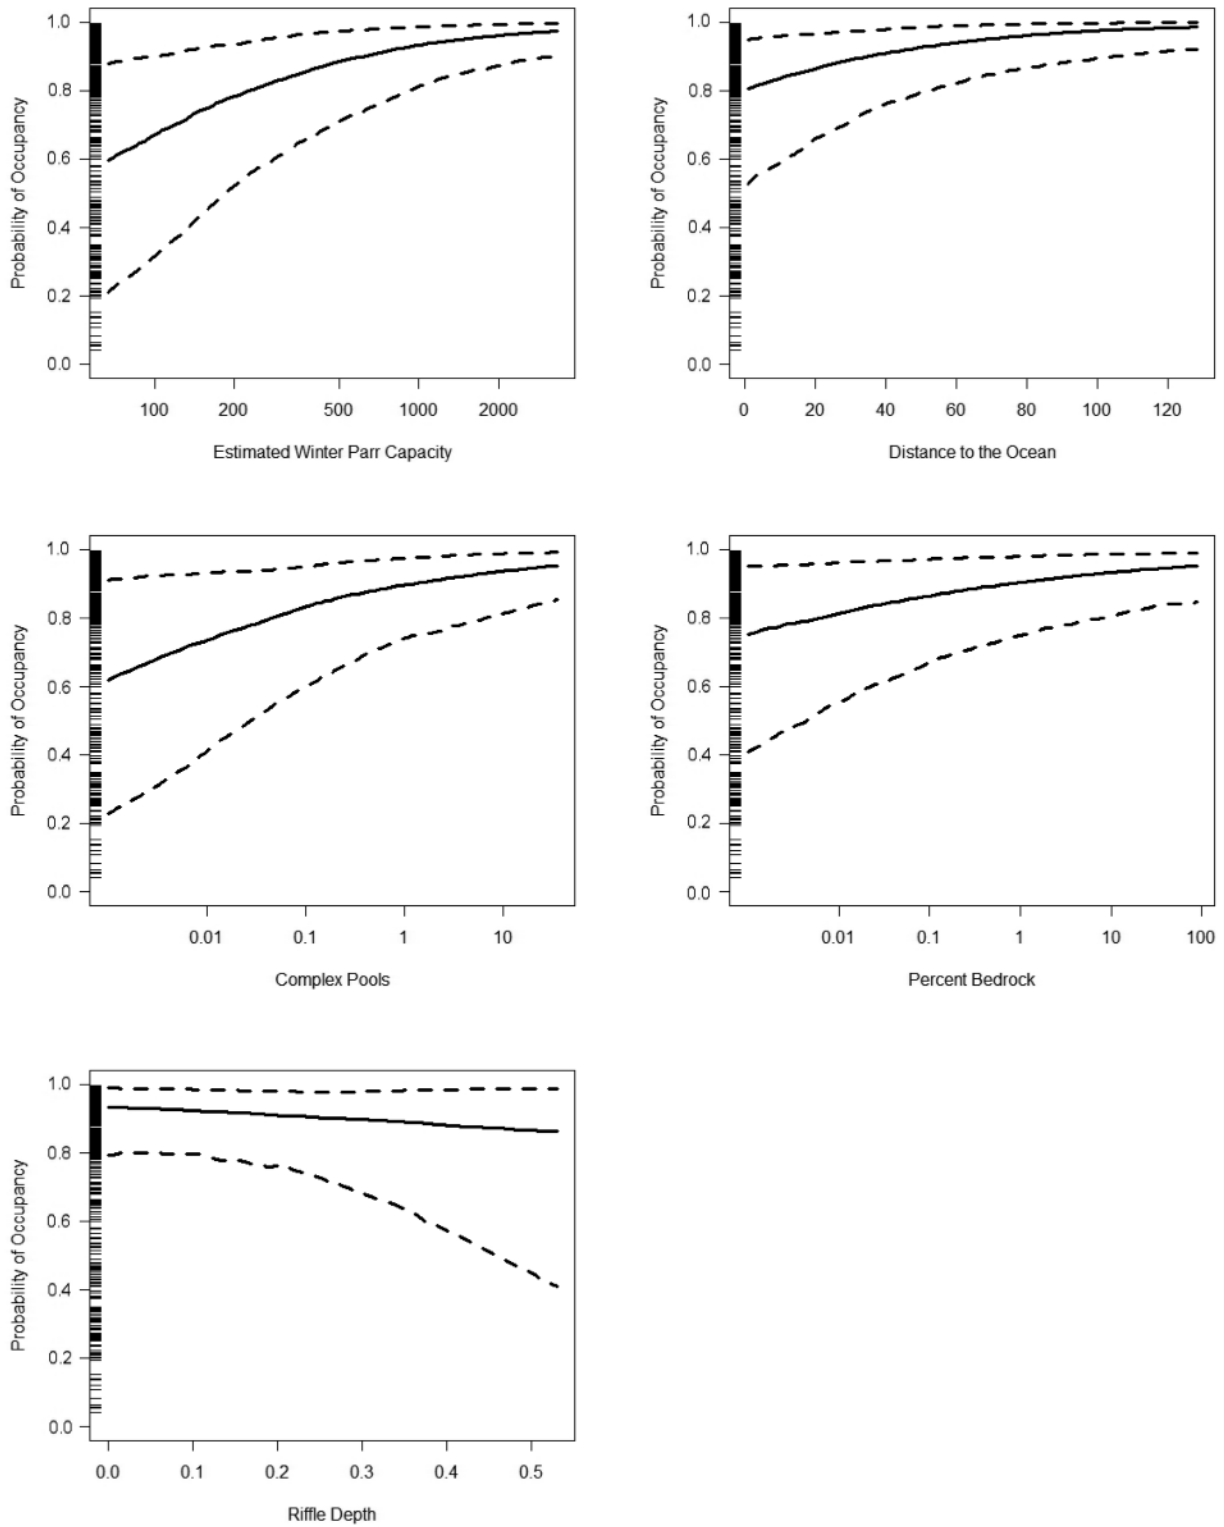 1.0
0.8
0.6
0.4
0.2
0.0
Probability of Occupancy
100 200 500 1000 2000
Estimated Winter Parr Capacity
1.0
0.8
0.6
0.4
0.2
0.0
Probability of Occupancy
0 20 40 60 80 100 120
Distance to the Ocean
1.0
0.8
0.6
0.4
0.2
0.0
Probability of Occupancy
0.01 0.1 1 10
Complex Pools
1.0
0.8
0.6
0.4
0.2
0.0
Probability of Occupancy
0.01 0.1 1 10 100
Percent Bedrock
1.0
0.8
0.6
0.4
0.2
0.0
Probability of Occupancy
0.0 0.1 0.2 0.3 0.4 0.5
Riffle Depth